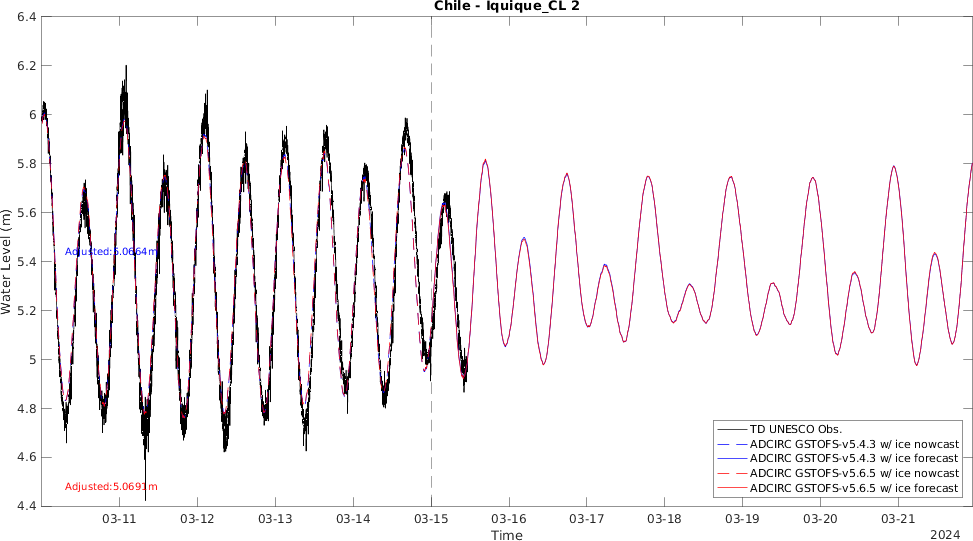 Chile - Iquique_CL 2
Water Level (m)
6.4
6.2
6
5.8
5.6
5.4
5.2
5
4.8
4.6
4.4
Adjusted:5.0664m
Adjusted:5.0691m
TD UNESCO Obs.
ADCIRC GSTOFS-v5.4.3 w/ ice nowcast
ADCIRC GSTOFS-v5.4.3 w/ ice forecast
ADCIRC GSTOFS-v5.6.5 w/ ice nowcast
ADCIRC GSTOFS-v5.6.5 w/ ice forecast
03-11 03-12 03-13 03-14 03-15 03-16 03-17 03-18 03-19 03-20 03-21
Time
2024